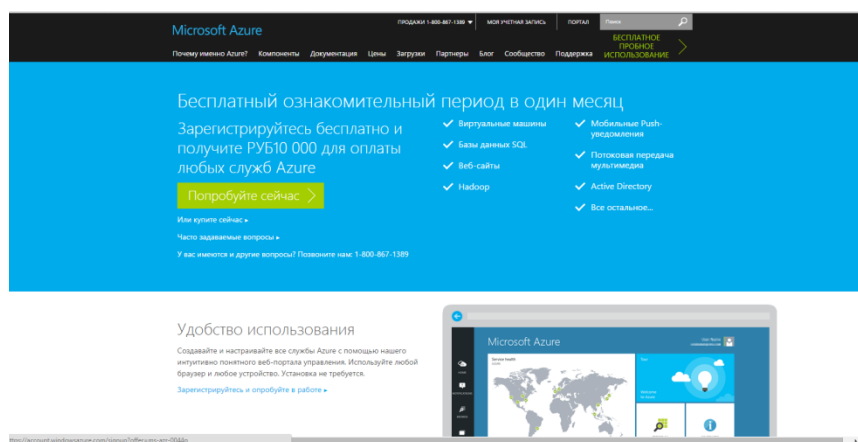 Microsoft Azure
ПРОДАЖИ 1-800-867-1389 ▼
МОЯ УЧЕТНАЯ ЗАПИСЬ
ПОРТАЛ
Поиск
Почему именно Azure? Компоненты Документация Цены Загрузки Партнеры Блог Сообщество Поддержка
БЕСПЛАТНОЕ
ПРОБНОЕ
ИСПОЛЬЗОВАНИЕ
Бесплатный ознакомительный период в один месяц
Зарегистрируйтесь бесплатно и
получите РУБ10 000 для оплаты
любых служб Azure
Попробуйте сейчас
Или купите сейчас ▸
Часто задаваемые вопросы ▸
У вас имеются и другие вопросы? Позвоните нам: 1-800-867-1389
Виртуальные машины
Базы данных SQL
Веб-сайты
Hadoop
Мобильные Push-
уведомления
Потоковая передача
мультимедиа
Active Directory
Все остальное...
Удобство использования
Создавайте и настраивайте все службы Azure с помощью нашего
интуитивно понятного веб-портала управления. Используйте любой
браузер и любое устройство. Установка не требуется.
Зарегистрируйтесь и опробуйте в работе ▸
Microsoft Azure
Service health